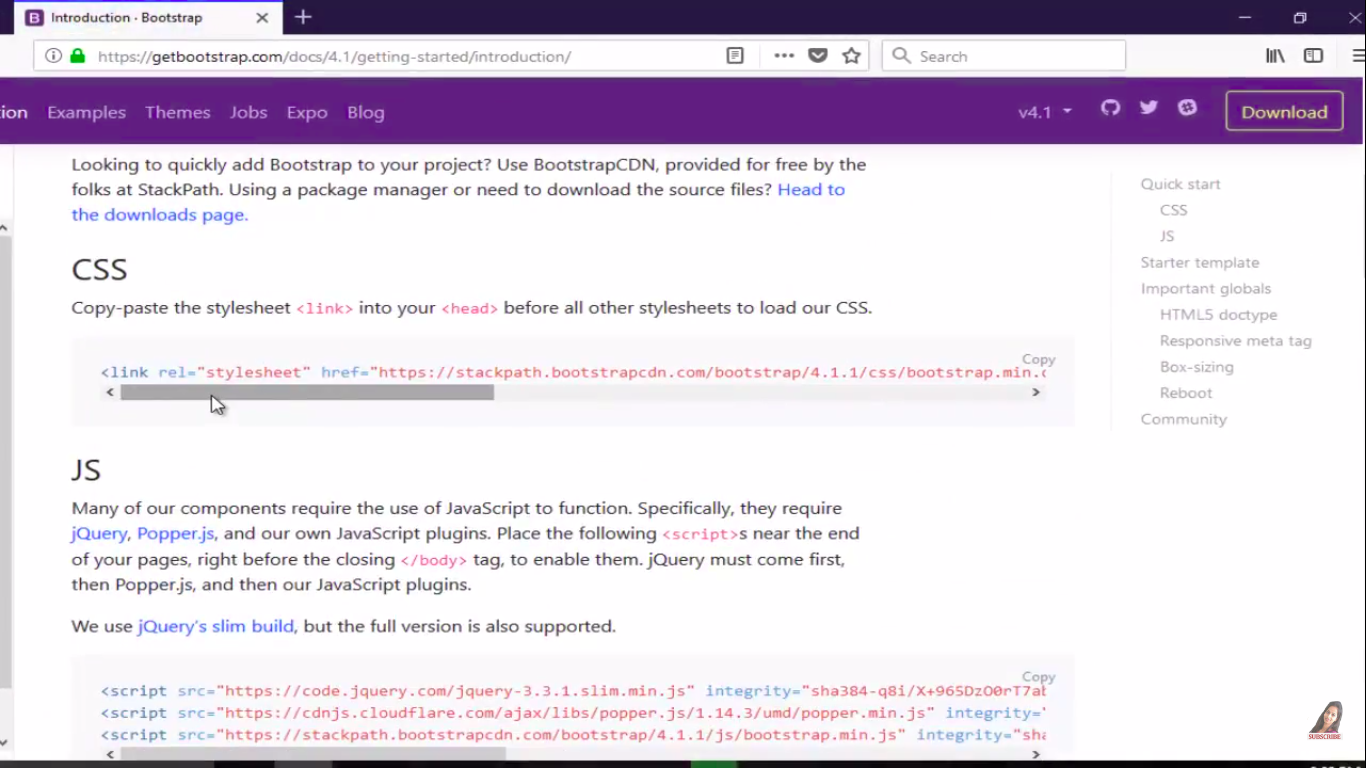 Introduction · Bootstrap
https://getbootstrap.com/docs/4.1/getting-started/introduction/
Search
Examples Themes Jobs Expo Blog
v4.1
Download
Looking to quickly add Bootstrap to your project? Use BootstrapCDN, provided for free by the
folks at StackPath. Using a package manager or need to download the source files? Head to
the downloads page.
CSS
Copy-paste the stylesheet <link> into your <head> before all other stylesheets to load our CSS.
Copy
<link rel="stylesheet" href="https://stackpath.bootstrapcdn.com/bootstrap/4.1.1/css/bootstrap.min.c
JS
Many of our components require the use of JavaScript to function. Specifically, they require
jQuery, Popper.js, and our own JavaScript plugins. Place the following <script>s near the end
of your pages, right before the closing </body> tag, to enable them. jQuery must come first,
then Popper.js, and then our JavaScript plugins.
We use jQuery's slim build, but the full version is also supported.
Copy
<script src="https://code.jquery.com/jquery-3.3.1.slim.min.js" integrity="sha384-q8i/X+965DzO0rT7ab
<script src="https://cdnjs.cloudflare.com/ajax/libs/popper.js/1.14.3/umd/popper.min.js" integrity="
<script src="https://stackpath.bootstrapcdn.com/bootstrap/4.1.1/js/bootstrap.min.js" integrity="sha
Quick start
CSS
JS
Starter template
Important globals
HTML5 doctype
Responsive meta tag
Box-sizing
Reboot
Community
SUBSCRIBE